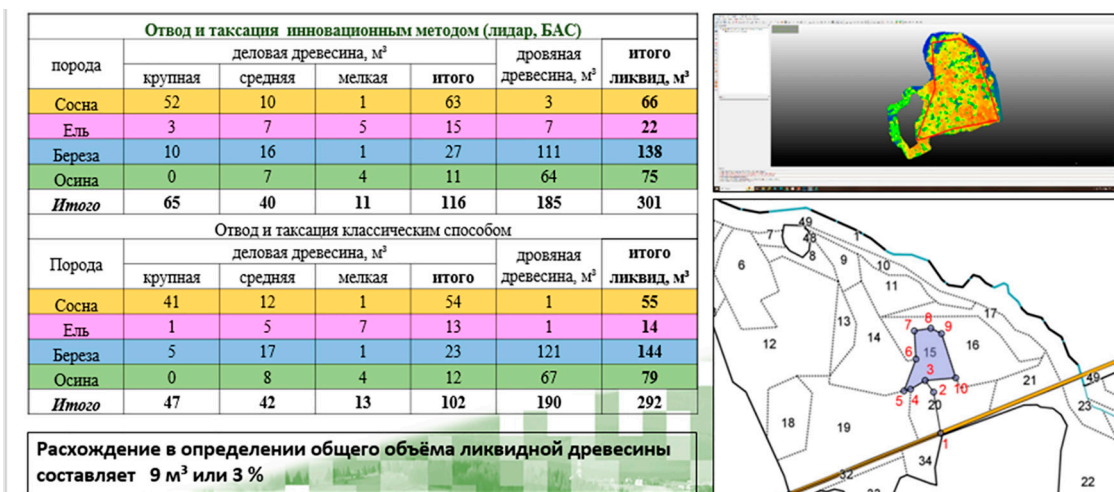 Отвод и таксация инновационным методом (лидар, БАС)
порода деловая древесина, м³ дровяная древесина, м³ итого ликвид, м³
крупная средняя мелкая итого
Сосна 52 10 1 63 3 66
Ель 3 7 5 15 7 22
Береза 10 16 1 27 111 138
Осина 0 7 4 11 64 75
Итого 65 40 11 116 185 301
Отвод и таксация классическим способом
Порода деловая древесина, м³ дровяная древесина, м³ итого ликвид, м³
крупная средняя мелкая итого
Сосна 41 12 1 54 1 55
Ель 1 5 7 13 1 14
Береза 5 17 1 23 121 144
Осина 0 8 4 12 67 79
Итого 47 42 13 102 190 292
Расхождение в определении общего объёма ликвидной древесины
составляет 9 м³ или 3 %
49
7 48 1
6 8 9 10
11
17
13 7 8 9
12 14 15 16
6
3 10 21 49
5 4 2
20 23
18 19
1
34
32
22